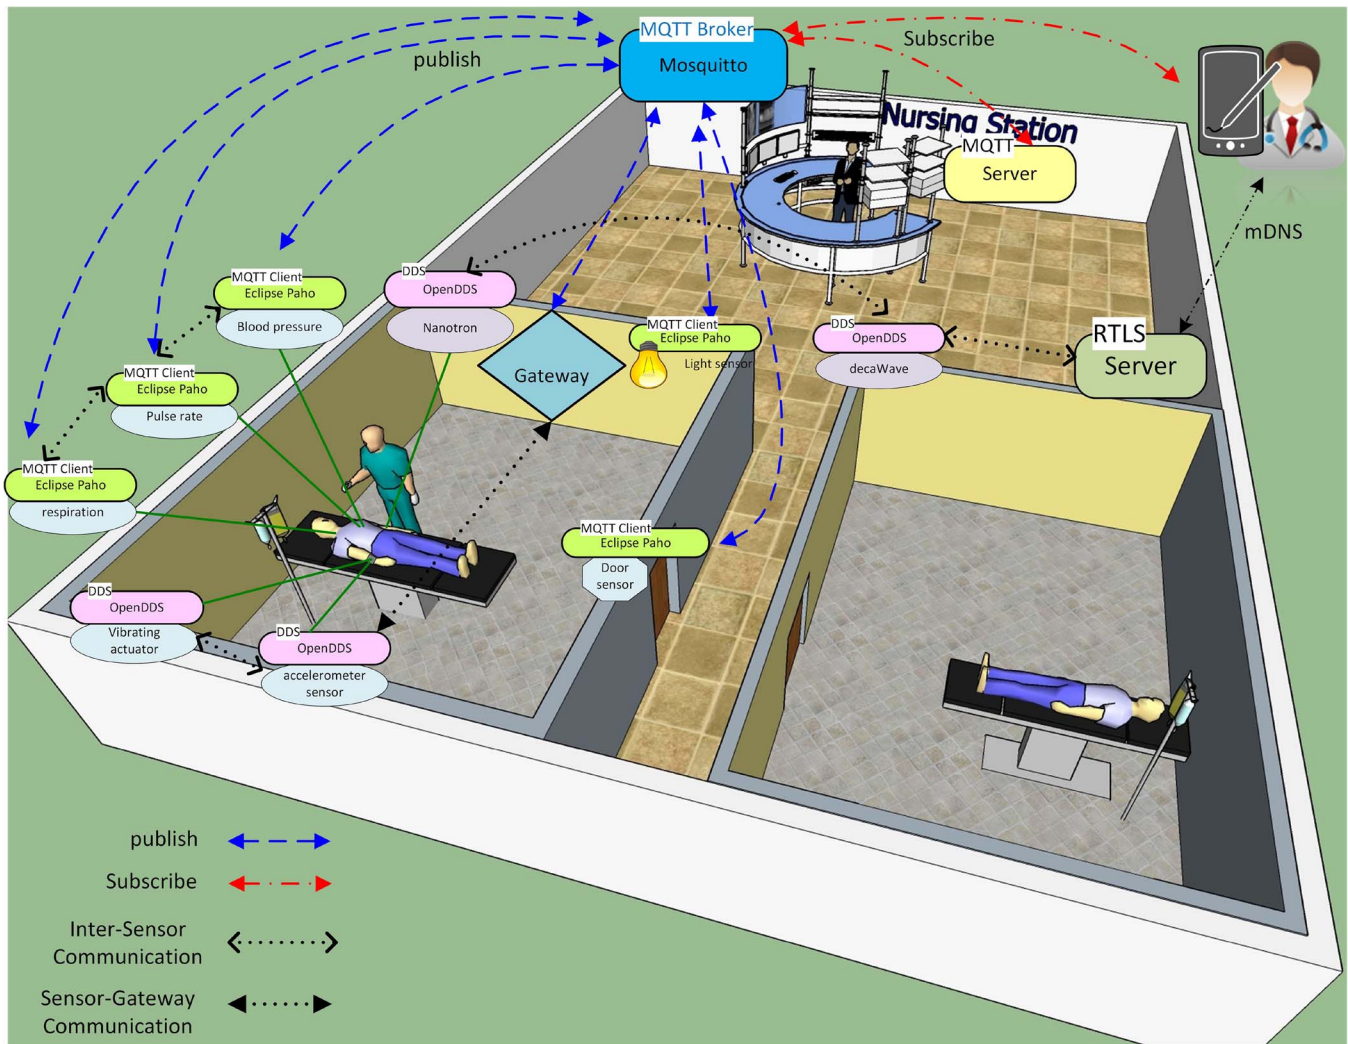 MQTT Broker
Mosquitto
publish
Subscribe
Nursing Station
MQTT
Server
mDNS
MQTT Client
Eclipse Paho
Blood pressure
DDS
OpenDDS
Nanotron
Gateway
MQTT Client
Eclipse Paho
Light sensor
DDS
OpenDDS
decaWave
RTLS
Server
MQTT Client
Eclipse Paho
Pulse rate
MQTT Client
Eclipse Paho
respiration
MQTT Client
Eclipse Paho
Door
sensor
DDS
OpenDDS
Vibrating
actuator
DDS
OpenDDS
accelerometer
sensor
publish
Subscribe
Inter-Sensor
Communication
Sensor-Gateway
Communication